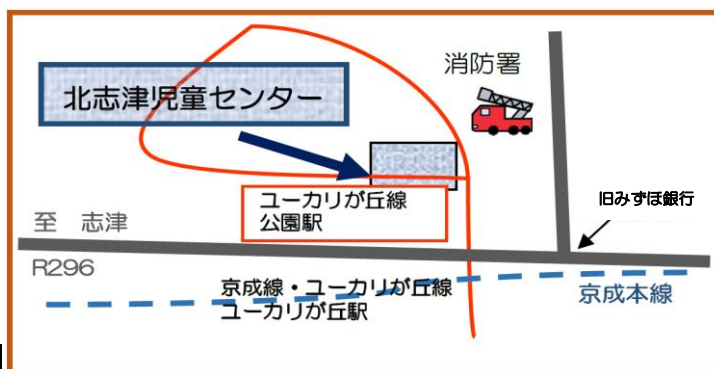 消防署
北志津児童センター
旧みずほ銀行
ユーカリが丘線
公園駅
至 志津
R296
京成線・ユーカリが丘線
ユーカリが丘駅
京成本線